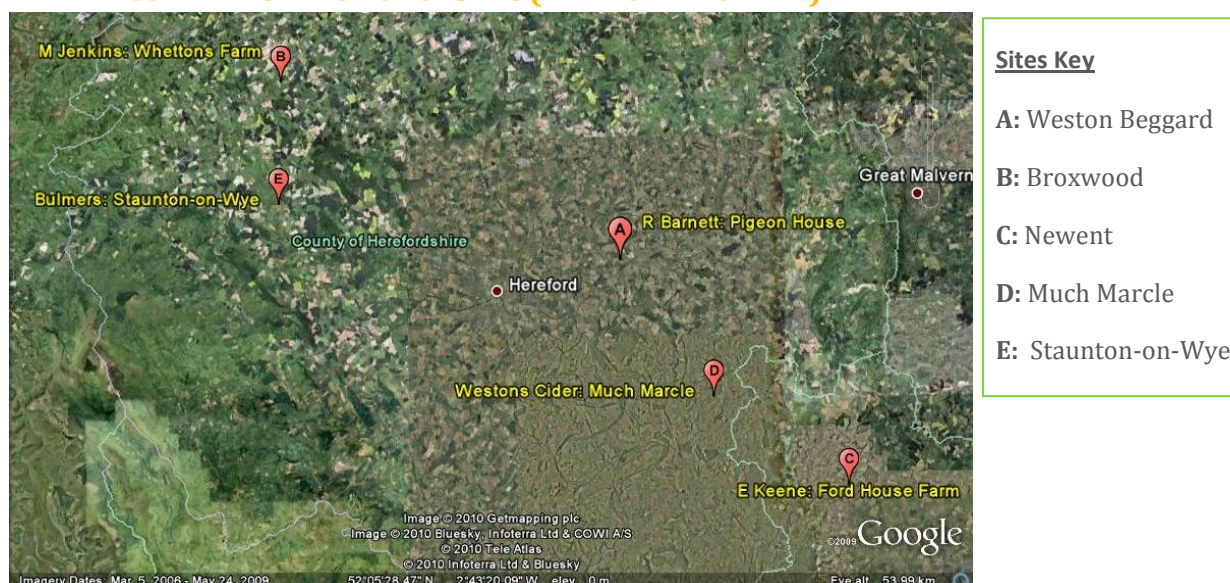 M Jenkins: Whettons Farm
B
E
Bulmers: Staunton-on-Wye
Great Malvern
A
R Barnett: Pigeon House
County of Herefordshire
Hereford
D
Westons Cider: Much Marcle
C
E Keene: Ford House Farm
Image © 2010 Getmapping plc
Image © 2010 Bluesky, Infoterra Ltd & COWI A/S
© 2010 Tele Atlas
© 2010 Infoterra Ltd & Bluesky
©2009 Google
Imagery Dates: Mar 5, 2006 - May 24, 2009
52°05'28.47" N 2°43'20.09" W elev 0 m
Eye alt 53.99 km
Sites Key
A: Weston Beggard
B: Broxwood
C: Newent
D: Much Marcle
E: Staunton-on-Wye